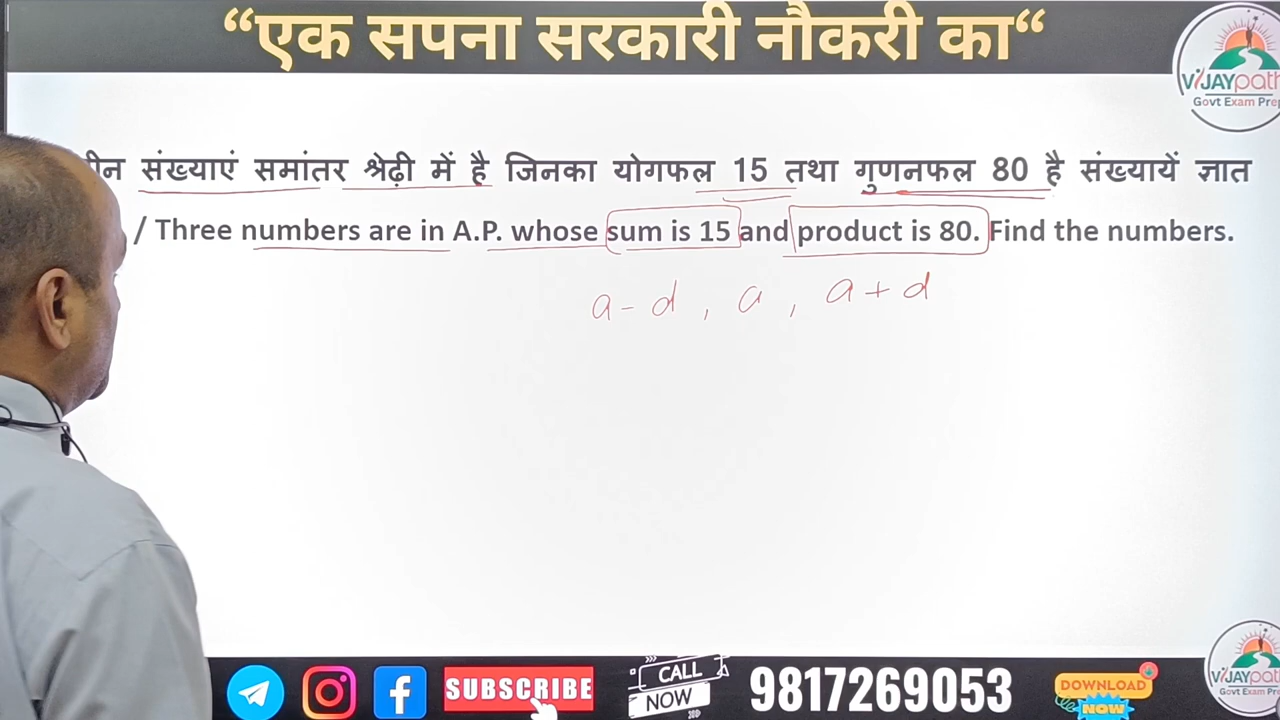 “एक सपना सरकारी नौकरी का“
VIJAYpath
Govt Exam Prep
संख्याएं समांतर श्रेढ़ी में है जिनका योगफल 15 तथा गुणनफल 80 है संख्यायें ज्ञात
/ Three numbers are in A.P. whose sum is 15 and product is 80. Find the numbers.
a - d , a , a + d
SUBSCRIBE
CALL
NOW
9817269053
DOWNLOAD
NOW
VIJAYpath
Govt Exam Prep